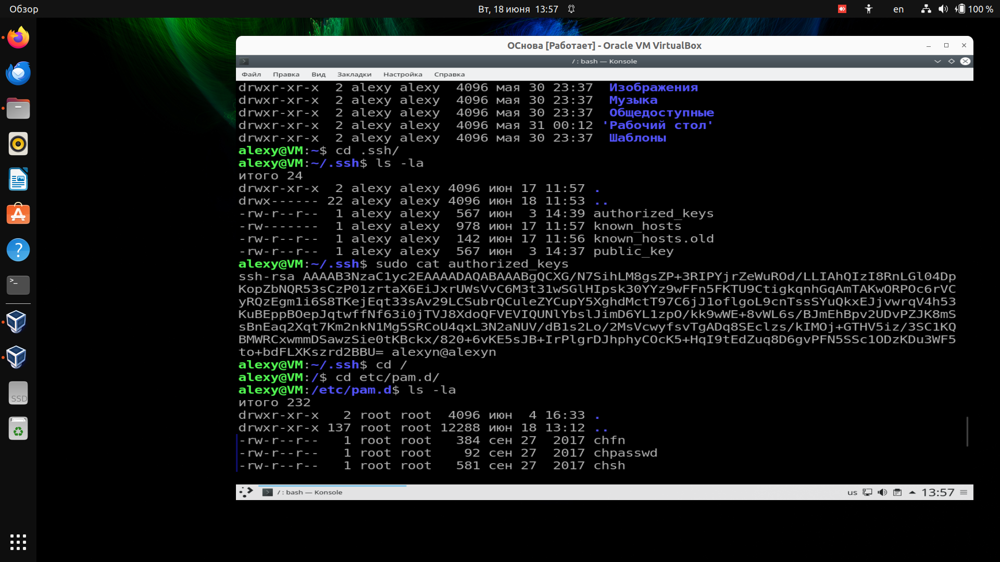 Обзор
Вт, 18 июня 13:57
en
100 %
ОСнова [Работает] - Oracle VM VirtualBox
/ : bash — Konsole
Файл Правка Вид Закладки Настройка Справка
drwxr-xr-x  2 alexy alexy  4096 мая 30 23:37  Изображения
drwxr-xr-x  2 alexy alexy  4096 мая 30 23:37  Музыка
drwxr-xr-x  2 alexy alexy  4096 мая 30 23:37  Общедоступные
drwxr-xr-x  2 alexy alexy  4096 мая 31 00:12 'Рабочий стол'
drwxr-xr-x  2 alexy alexy  4096 мая 30 23:37  Шаблоны
alexy@VM:~$ cd .ssh/
alexy@VM:~/.ssh$ ls -la
итого 24
drwxr-xr-x  2 alexy alexy 4096 июн 17 11:57 .
drwx------ 22 alexy alexy 4096 июн 18 11:53 ..
-rw-r--r--  1 alexy alexy  567 июн  3 14:39 authorized_keys
-rw-------  1 alexy alexy  978 июн 17 11:57 known_hosts
-rw-r--r--  1 alexy alexy  142 июн 17 11:56 known_hosts.old
-rw-r--r--  1 alexy alexy  567 июн  3 14:37 public_key
alexy@VM:~/.ssh$ sudo cat authorized_keys
ssh-rsa AAAAB3NzaC1yc2EAAAADAQABAAABgQCXG/N7SihLM8gsZP+3RIPYjrZeWuROd/LLIAhQIzI8RnLGl04Dp
KopZbNQR53sCzP01zrtaX6EiJxrUWsVvC6M3t31wSGlHIpsk30YYz9wFFn5FKTU9CtigkqnhGqAmTAKwORPOc6rVC
yRQzEgm1i6S8TKejEqt33sAv29LCSubrQCuleZYCupY5XghdMctT97C6jJ1oflgoL9cnTssSYuQkxEJjvwrqV4h53
KuBEppBOepJqtwffNf63i0jTVJ8XdoQFVEVIQUNlYbslJimD6YL1zpO/kk9wWE+8vWL6s/BJmEhBpv2UDvPZJK8mS
sBnEaq2Xqt7Km2nkN1Mg5SRCoU4qxL3N2aNUV/dB1s2Lo/2MsVcwyfsvTgADq8SEclzs/kIMOj+GTHV5iz/3SC1KQ
BMWRCxwmmDSawzSie0tKBckx/820+6vKE5sJB+IrPlgrDJhphyCOcK5+HqI9tEdZuq8D6gvPFN5SSc1ODzKDu3WF5
to+bdFLXKszrd2BBU= alexyn@alexyn
alexy@VM:~/.ssh$ cd /
alexy@VM:/$ cd etc/pam.d/
alexy@VM:/etc/pam.d$ ls -la
итого 232
drwxr-xr-x   2 root root  4096 июн  4 16:33 .
drwxr-xr-x 137 root root 12288 июн 18 13:12 ..
-rw-r--r--   1 root root   384 сен 27  2017 chfn
-rw-r--r--   1 root root    92 сен 27  2017 chpasswd
-rw-r--r--   1 root root   581 сен 27  2017 chsh
SSD
/ : bash — Konsole
us
13:57